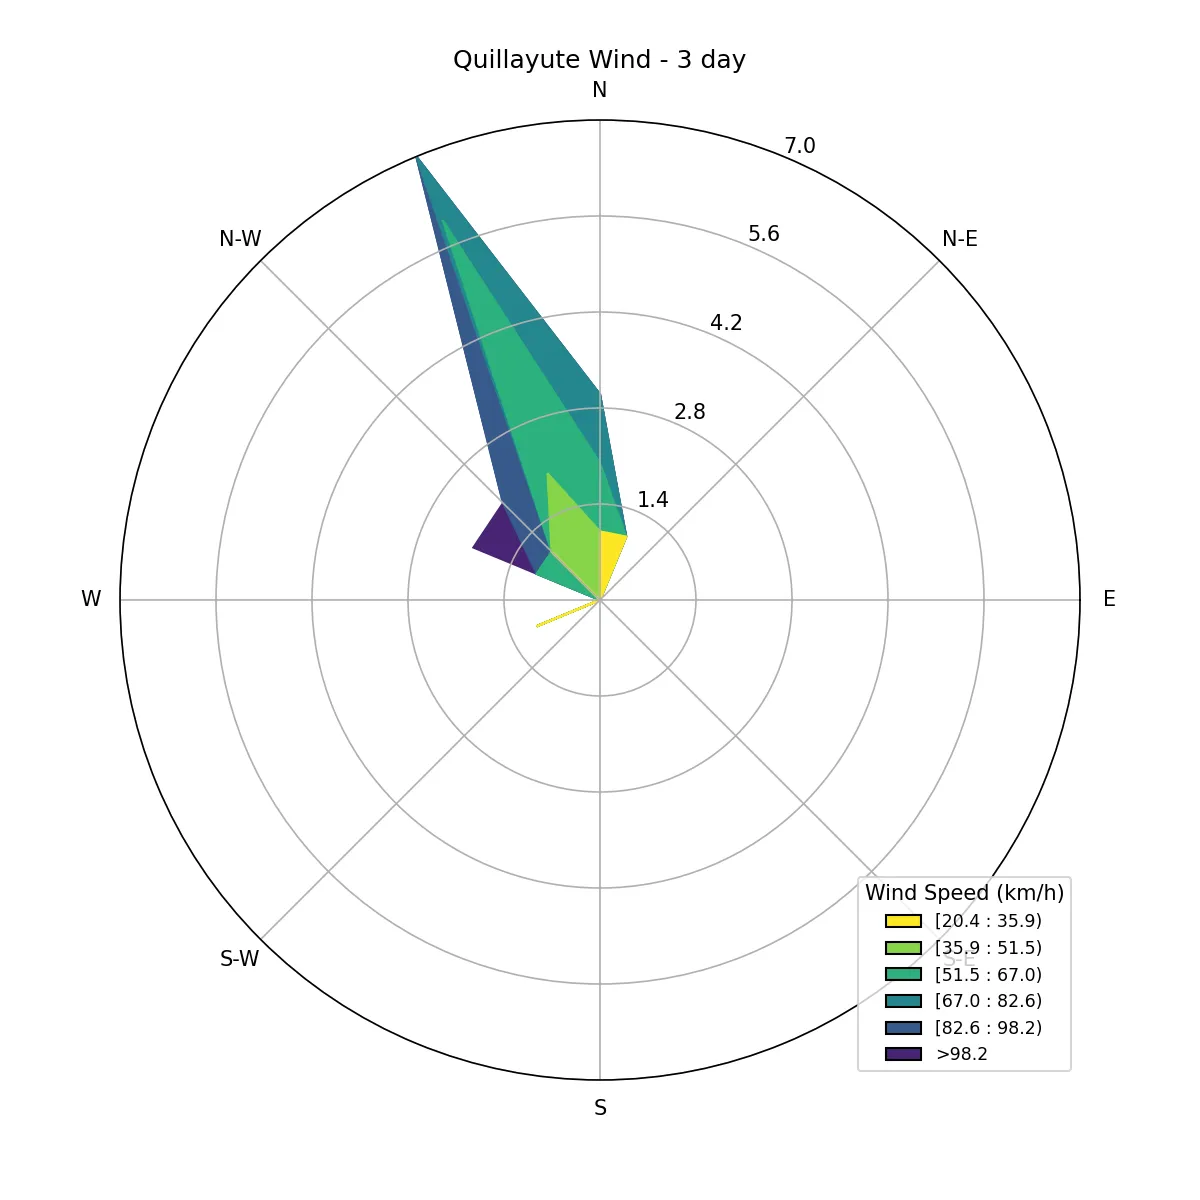 Quillayute Wind - 3 day
N
7.0
N-W
5.6
N-E
4.2
2.8
1.4
W
E
Wind Speed (km/h)
[20.4 : 35.9)
[35.9 : 51.5)
S-W
S-E
[51.5 : 67.0)
[67.0 : 82.6)
[82.6 : 98.2)
>98.2
S